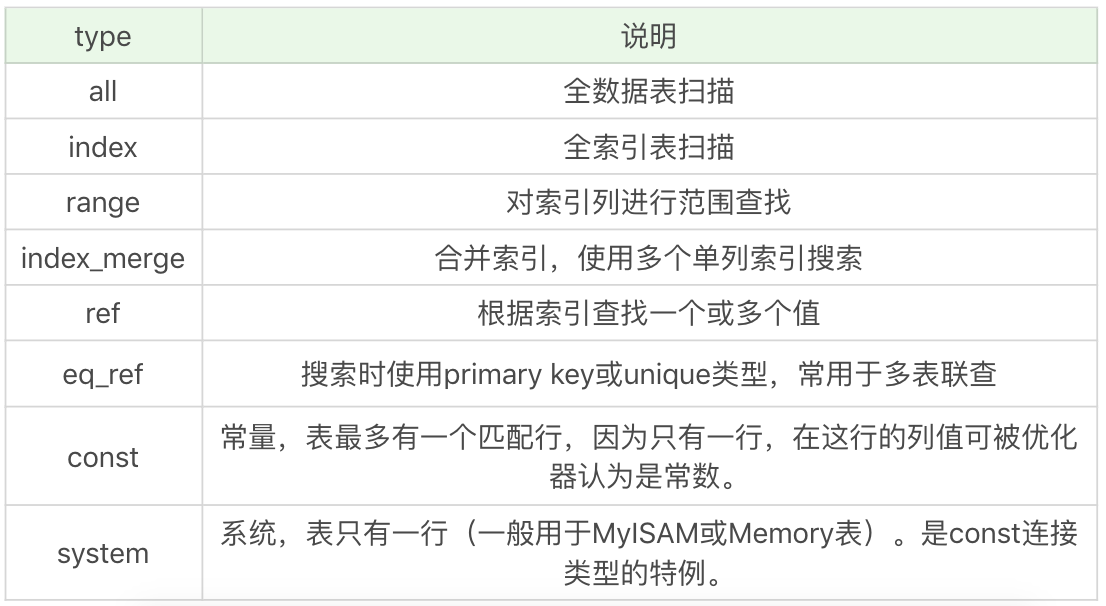 type 说明
all 全数据表扫描
index 全索引表扫描
range 对索引列进行范围查找
index_merge 合并索引，使用多个单列索引搜索
ref 根据索引查找一个或多个值
eq_ref 搜索时使用primary key或unique类型，常用于多表联查
const 常量，表最多有一个匹配行，因为只有一行，在这行的列值可被优化
器认为是常数。
system 系统，表只有一行（一般用于MyISAM或Memory表）。是const连接
类型的特例。